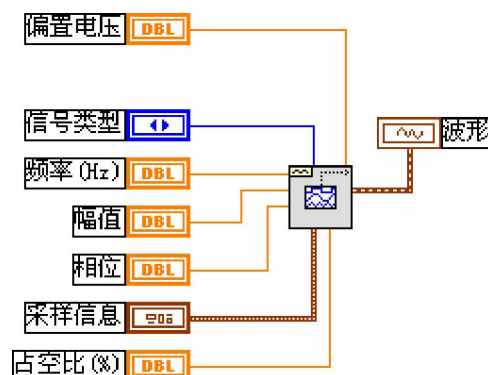 偏置电压 DBL
信号类型
波形
频率(Hz) DBL
幅值 DBL
相位 DBL
采样信息
占空比(%) DBL